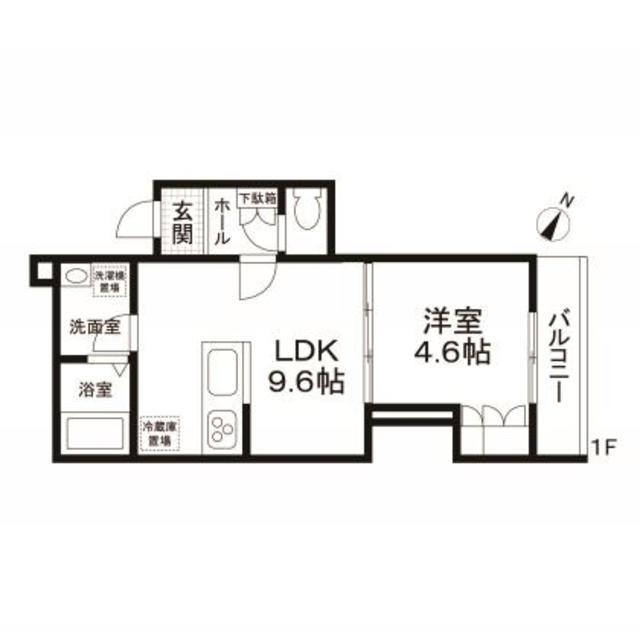 下駄箱
玄関
ホール
N
洗濯機
置場
洗面室
浴室
冷蔵庫
置場
LDK
9.6帖
洋室
4.6帖
バルコニー
1F